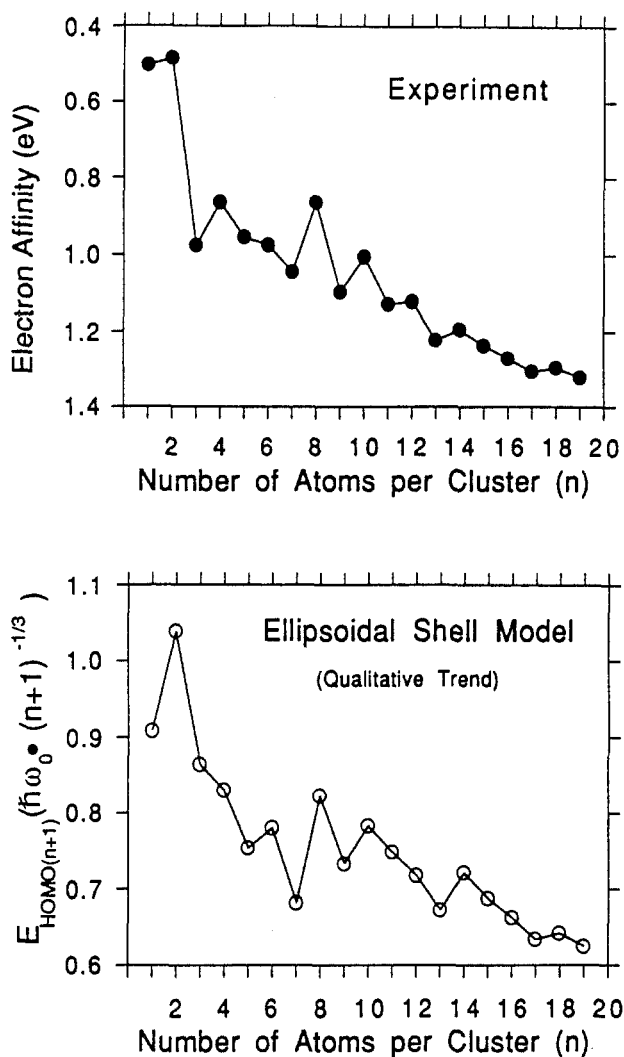 Experiment
Electron Affinity (eV)
0.4
0.6
0.8
1.0
1.2
1.4
2 4 6 8 10 12 14 16 18 20
Number of Atoms per Cluster (n)
Ellipsoidal Shell Model
(Qualitative Trend)
E_HOMO(n+1) (ħω₀• (n+1) ^-1/3)
1.1
1.0
0.9
0.8
0.7
0.6
2 4 6 8 10 12 14 16 18 20
Number of Atoms per Cluster (n)